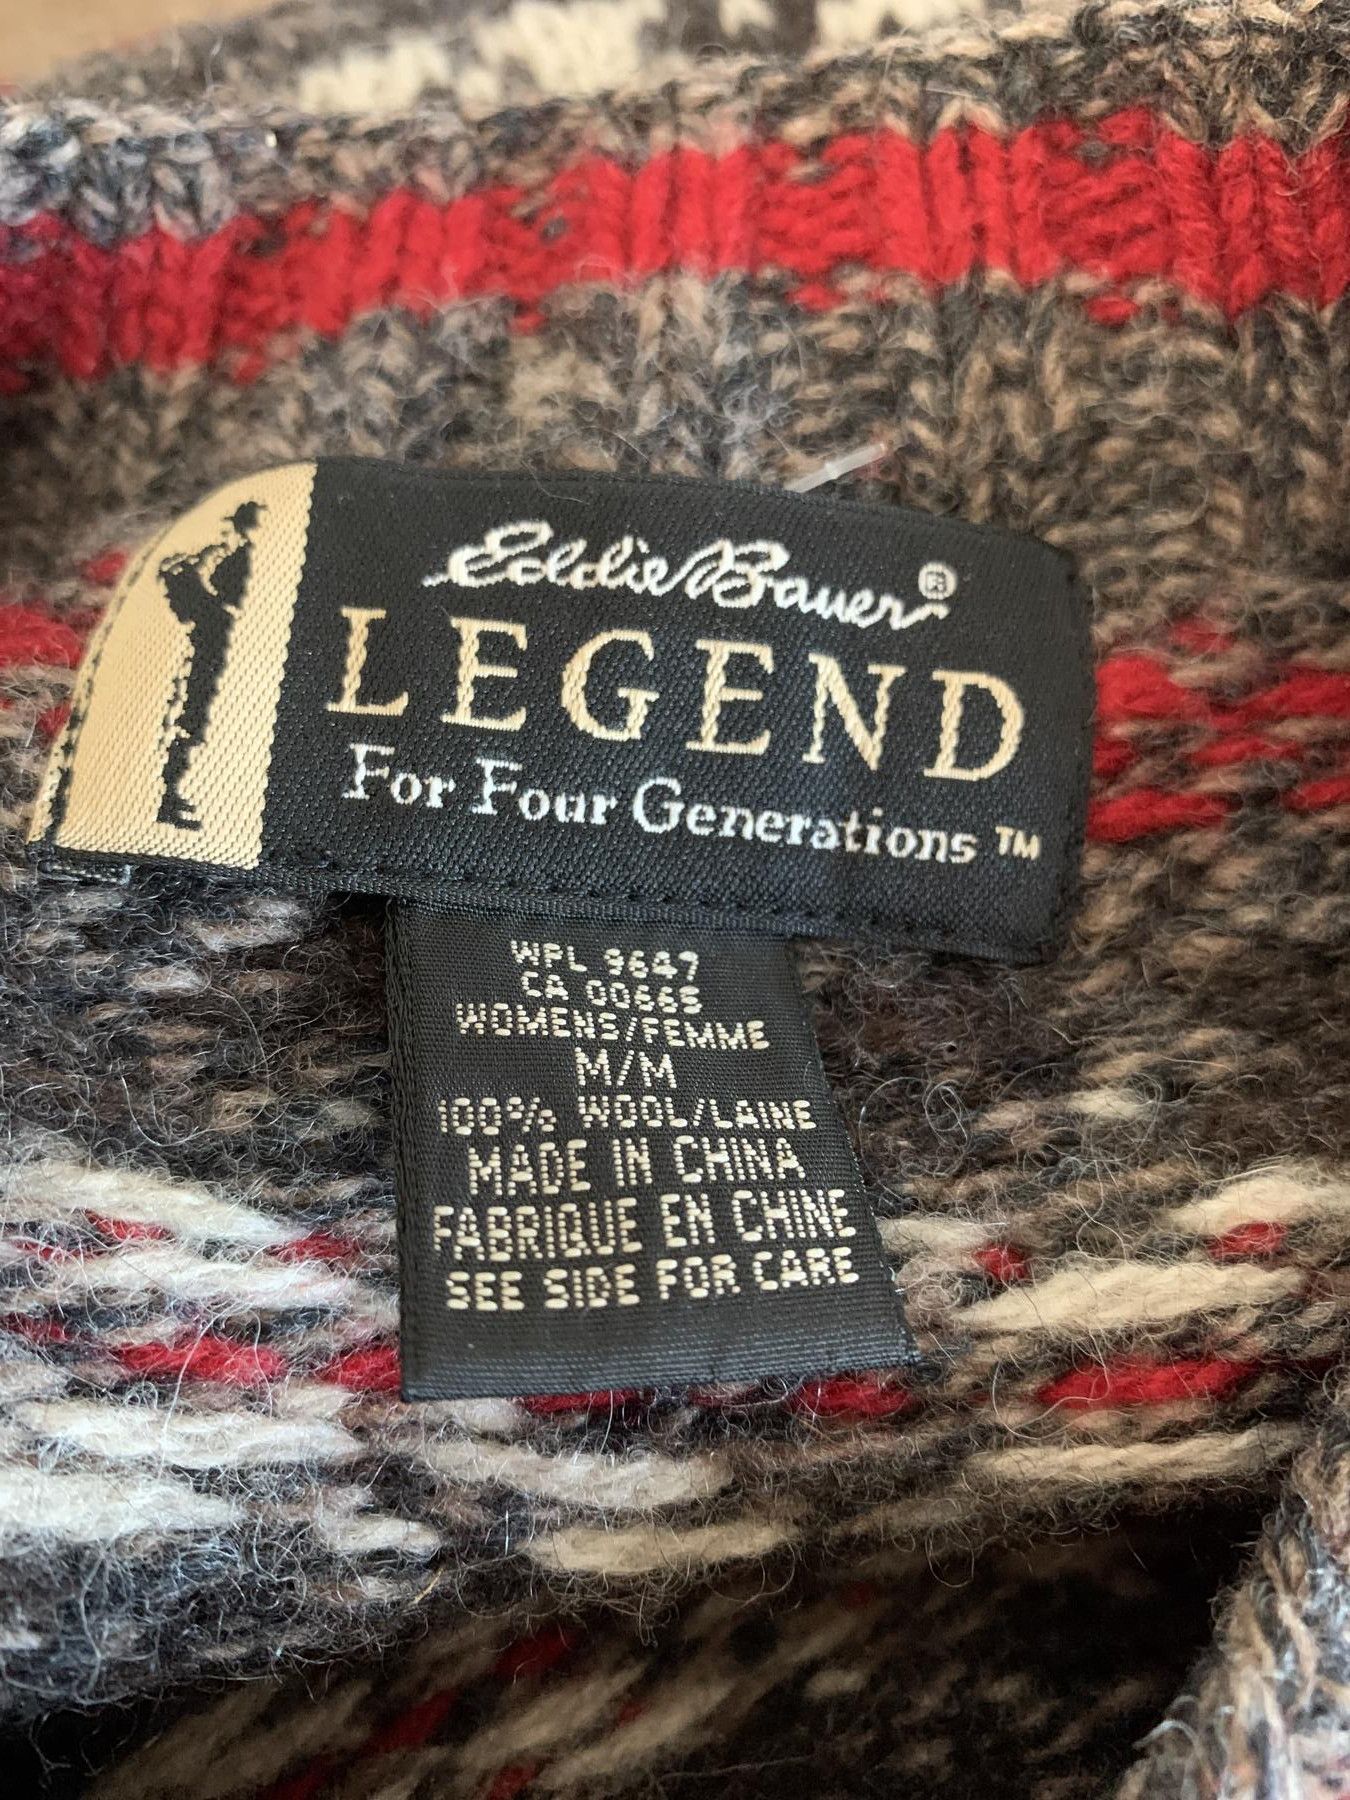 Eddie Bauer®
LEGEND
For Four Generations™
WPL 9647
CA 00665
WOMENS/FEMME
M/M
100% WOOL/LAINE
MADE IN CHINA
FABRIQUE EN CHINE
SEE SIDE FOR CARE